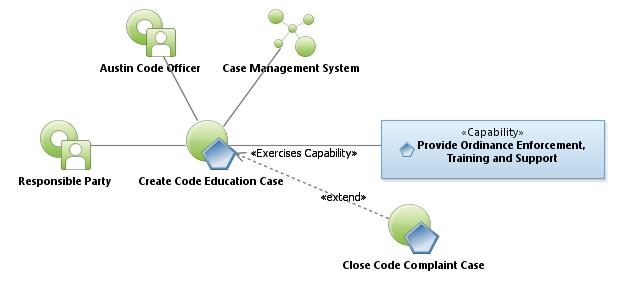 Austin Code Officer
Case Management System
«Capability»
Provide Ordinance Enforcement,
Training and Support
«Exercises Capability»
Responsible Party
Create Code Education Case
«extend»
Close Code Complaint Case